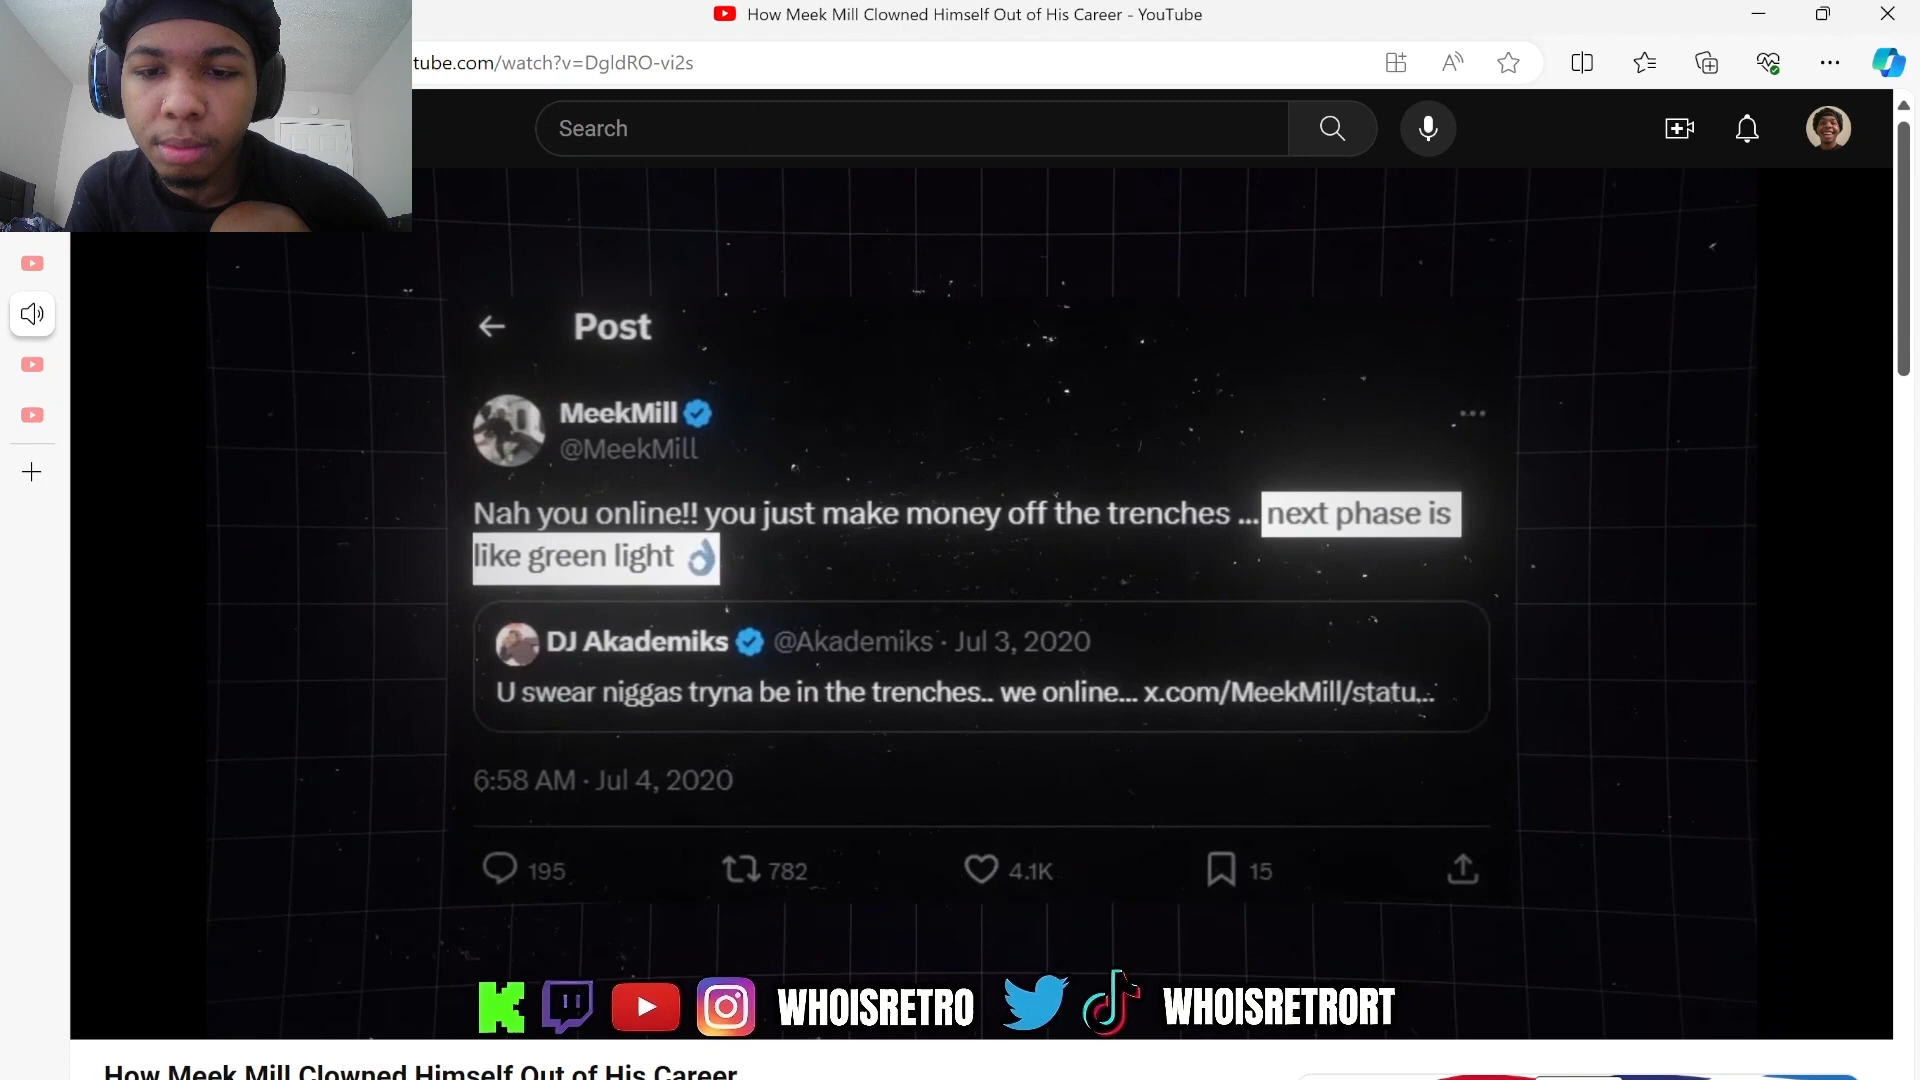 How Meek Mill Clowned Himself Out of His Career - YouTube
tube.com/watch?v=DgldRO-vi2s
Search
Post
MeekMill
@MeekMill
Nah you online!! you just make money off the trenches ... next phase is
like green light 👌
DJ Akademiks @Akademiks · Jul 3, 2020
U swear niggas tryna be in the trenches.. we online... x.com/MeekMill/statu...
6:58 AM · Jul 4, 2020
195 782 4.1K 15
WHOISRETRO WHOISRETRORT
How Meek Mill Clowned Himself Out of His Career